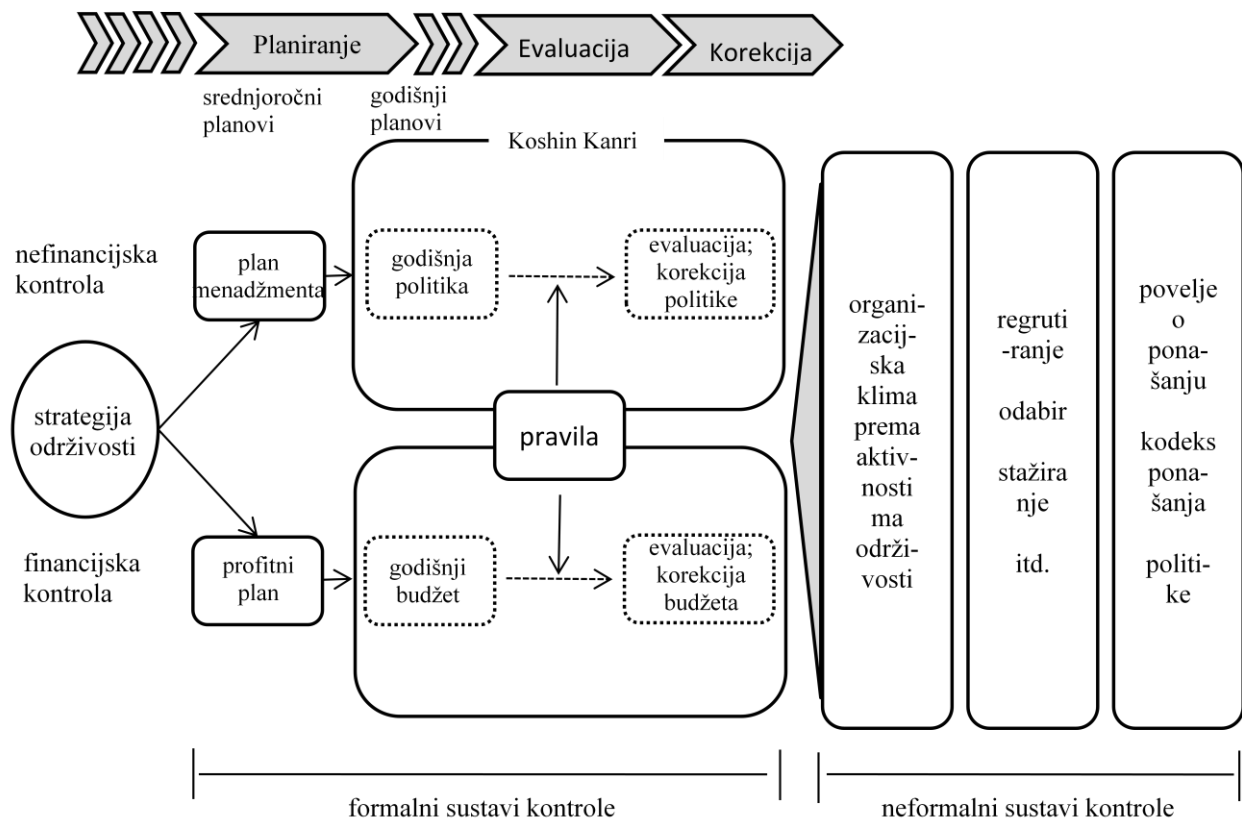 Planiranje
Evaluacija
Korekcija
srednjoročni
planovi
godišnji
planovi
Koshin Kanri
nefinancijska
kontrola
plan
menadžmenta
godišnja
politika
evaluacija;
korekcija
politike
strategija
održivosti
pravila
financijska
kontrola
profitni
plan
godišnji
budžet
evaluacija;
korekcija
budžeta
organi-
zacij-
ska
klima
prema
aktiv-
nosti
ma
održi-
vosti
regruti
-ranje
odabir
stažira
nje
itd.
povelje
o
pona-
šanju
kodeks
pona-
šanja
politi-
ke
formalni sustavi kontrole
neformalni sustavi kontrole